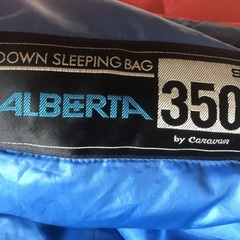 DOWN SLEEPING BAG
ALBERTA 350
by Caravan